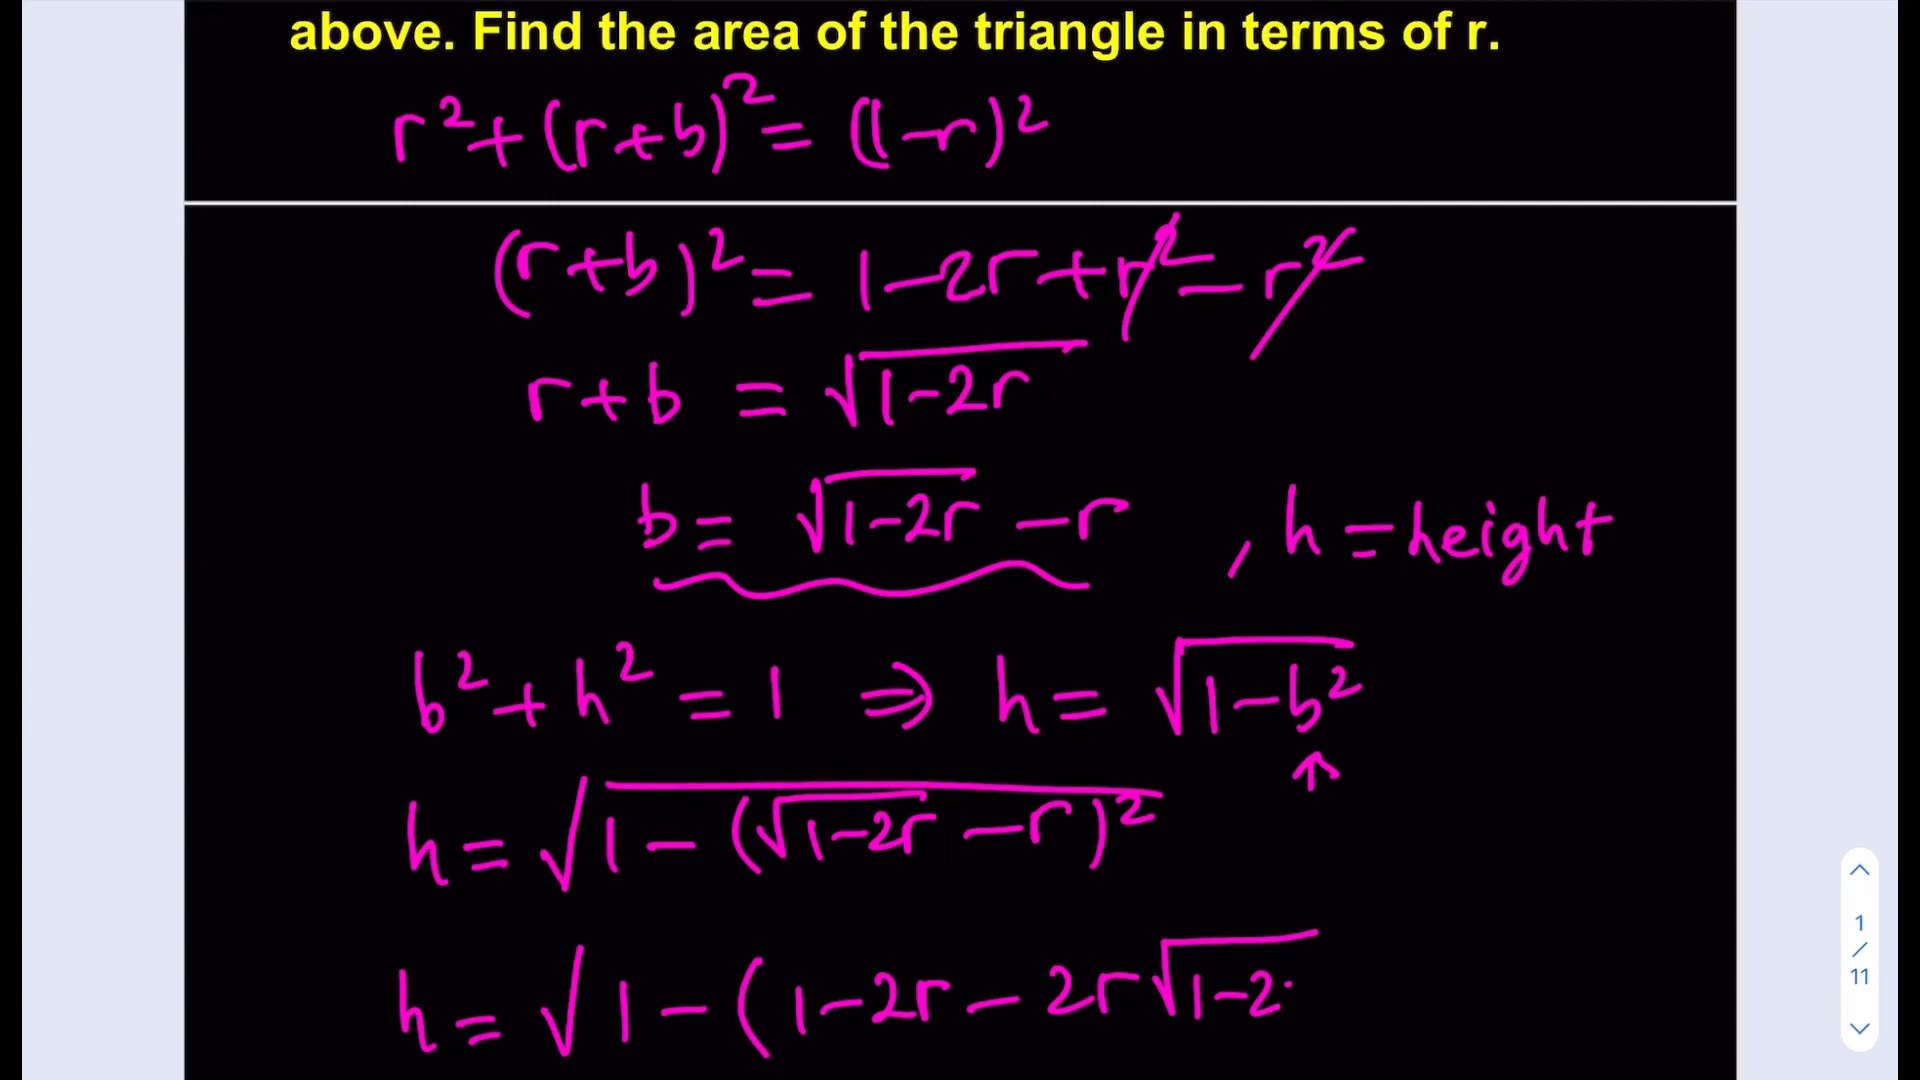 above. Find the area of the triangle in terms of r.
r² + (r+b)² = (1-r)²
(r+b)² = 1-2r+r²-r²
r+b = √(1-2r)
b = √(1-2r) - r , h = height
b² + h² = 1 ⇒ h = √(1-b²)
↑
h = √(1-(√(1-2r) - r)²)
h = √1-(1-2r-2r√1-2
1
/
11